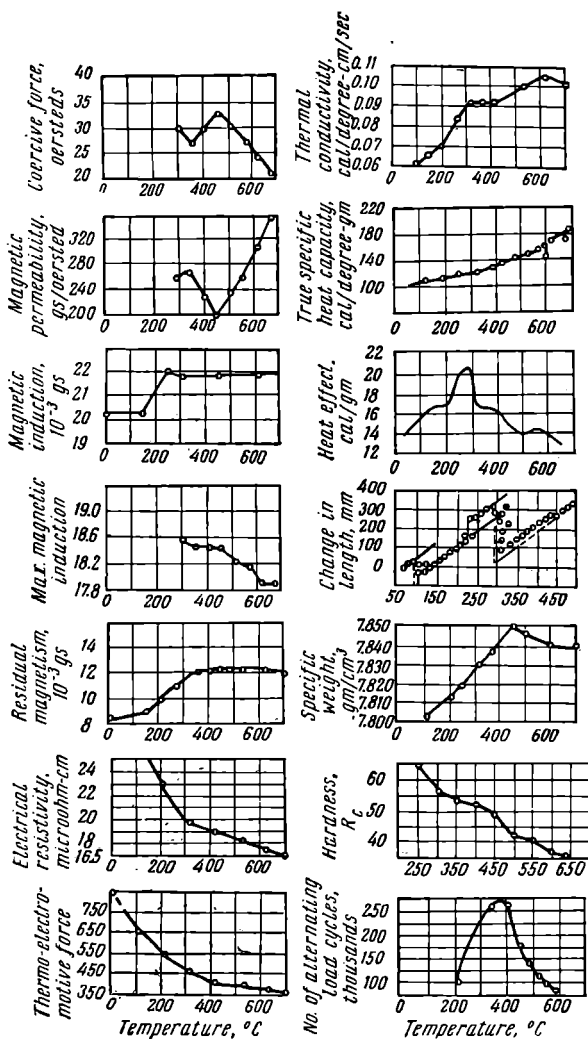 Coercive force,
oersteds
40
35
30
25
20
0 200 400 600
Magnetic
permeability,
gs/oersted
320
280
240
200
0 200 400 600
Magnetic
induction,
10⁻³ gs
22
21
20
19
0 200 400 600
Max. magnetic
induction
19.0
18.6
18.2
17.8
0 200 400 600
Residual
magnetism,
10⁻³ gs
14
12
10
8
0 200 400 600
Electrical
resistivity,
microohm-cm
24
22
20
18
16.5
0 200 400 600
Thermo-electro-
motive force
750
650
550
450
350
0 200 400 600
Temperature, °C
Thermal
conductivity,
cal/degree-cm/sec
0.11
0.10
0.09
0.08
0.07
0.06
0 200 400 600
True specific
heat capacity,
cal/degree-gm
220
180
140
100
0 200 400 600
Heat effect,
cal/gm
22
20
18
16
14
12
0 200 400 600
Change in
length, mm
400
300
200
100
0
50 150 250 350 450
Specific
weight,
gm/cm³
7.850
7.840
7.820
7.810
7.800
0 200 400 600
Hardness,
Rc
60
50
40
250 350 450 550 650
No. of alternating
load cycles,
thousands
250
200
150
100
0 200 400 600
Temperature, °C